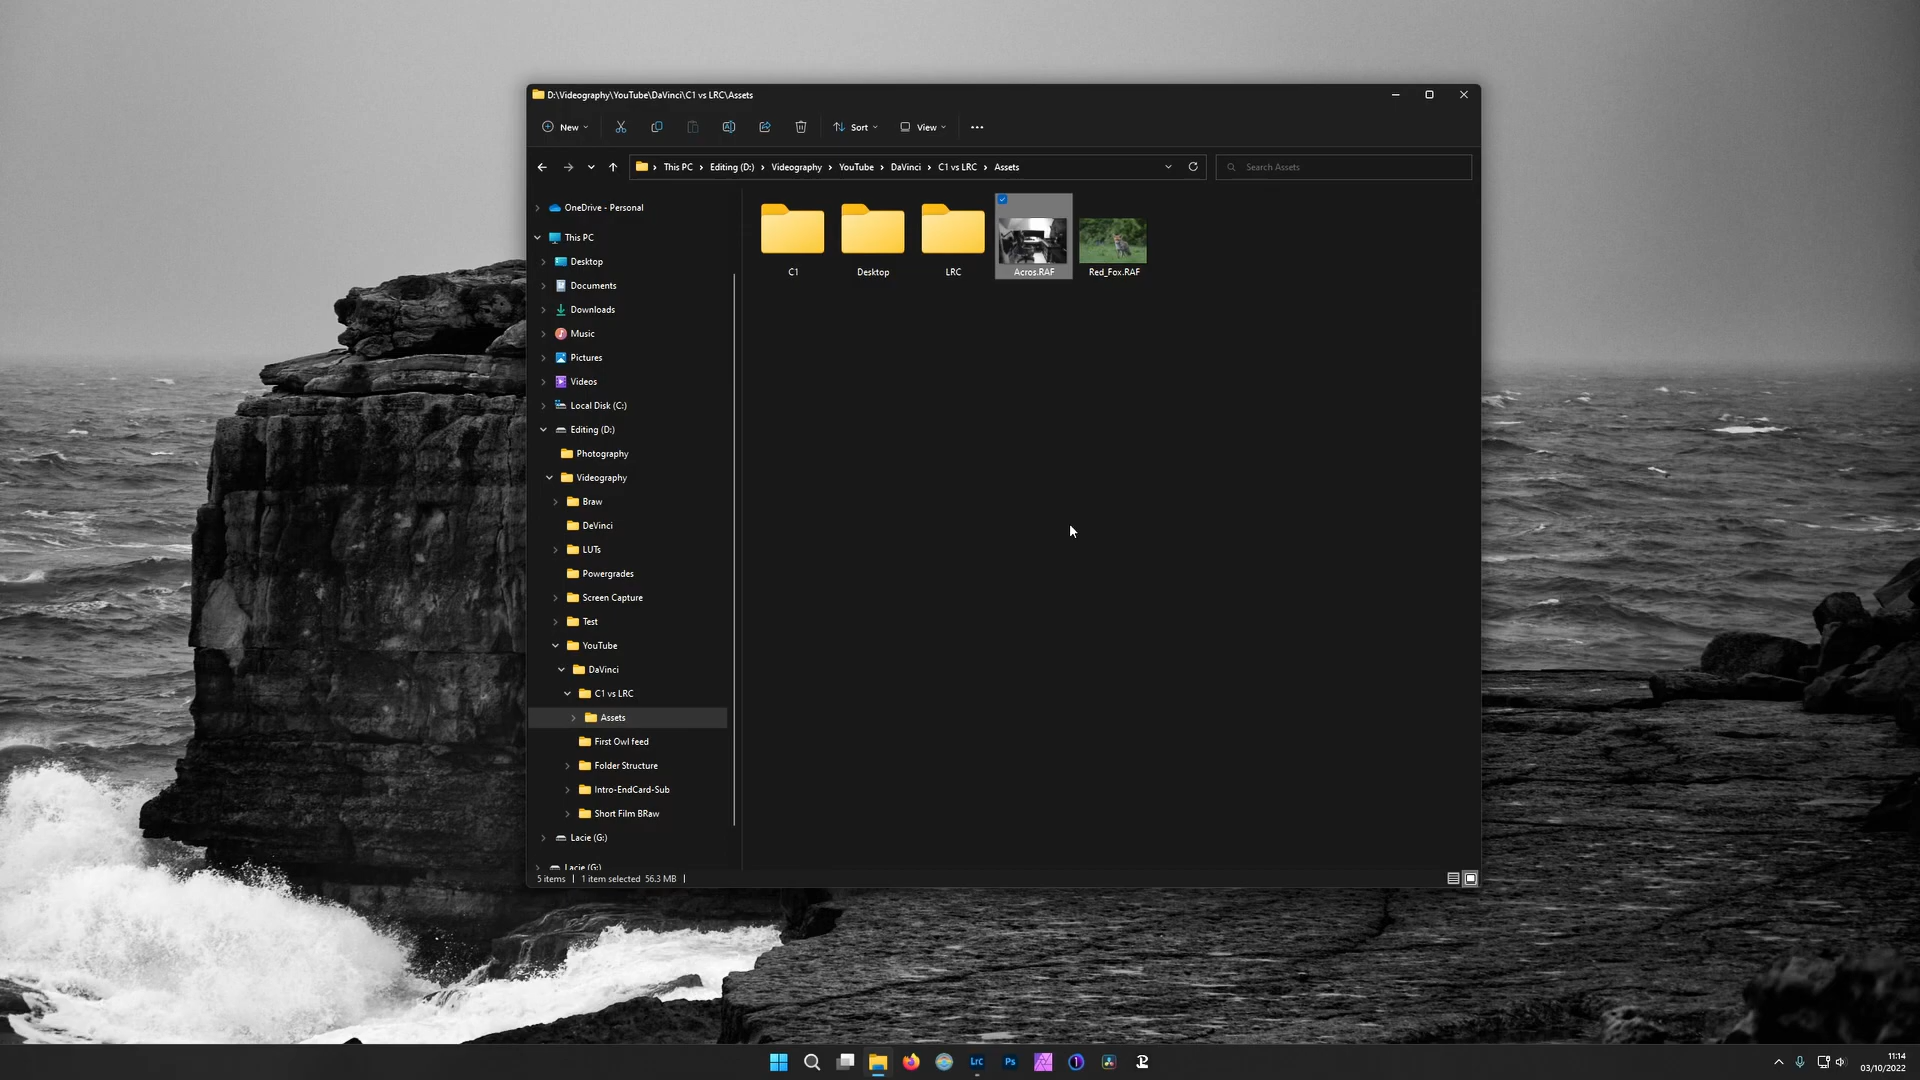 D:\Videography\YouTube\DaVinci\C1 vs LRC\Assets
New
Sort
View
This PC > Editing (D:) > Videography > YouTube > DaVinci > C1 vs LRC > Assets
Search Assets
OneDrive - Personal
This PC
Desktop
Documents
Downloads
Music
Pictures
Videos
Local Disk (C:)
Editing (D:)
Photography
Videography
Braw
DeVinci
LUTs
Powergrades
Screen Capture
Test
YouTube
DaVinci
C1 vs LRC
Assets
First Owl feed
Folder Structure
Intro-EndCard-Sub
Short Film BRaw
Lacie (G:)
Lacie (G:)
C1
Desktop
LRC
Acros.RAF
Red_Fox.RAF
5 items | 1 item selected 56.3 MB |
Lrc
Ps
11:14
03/10/2022